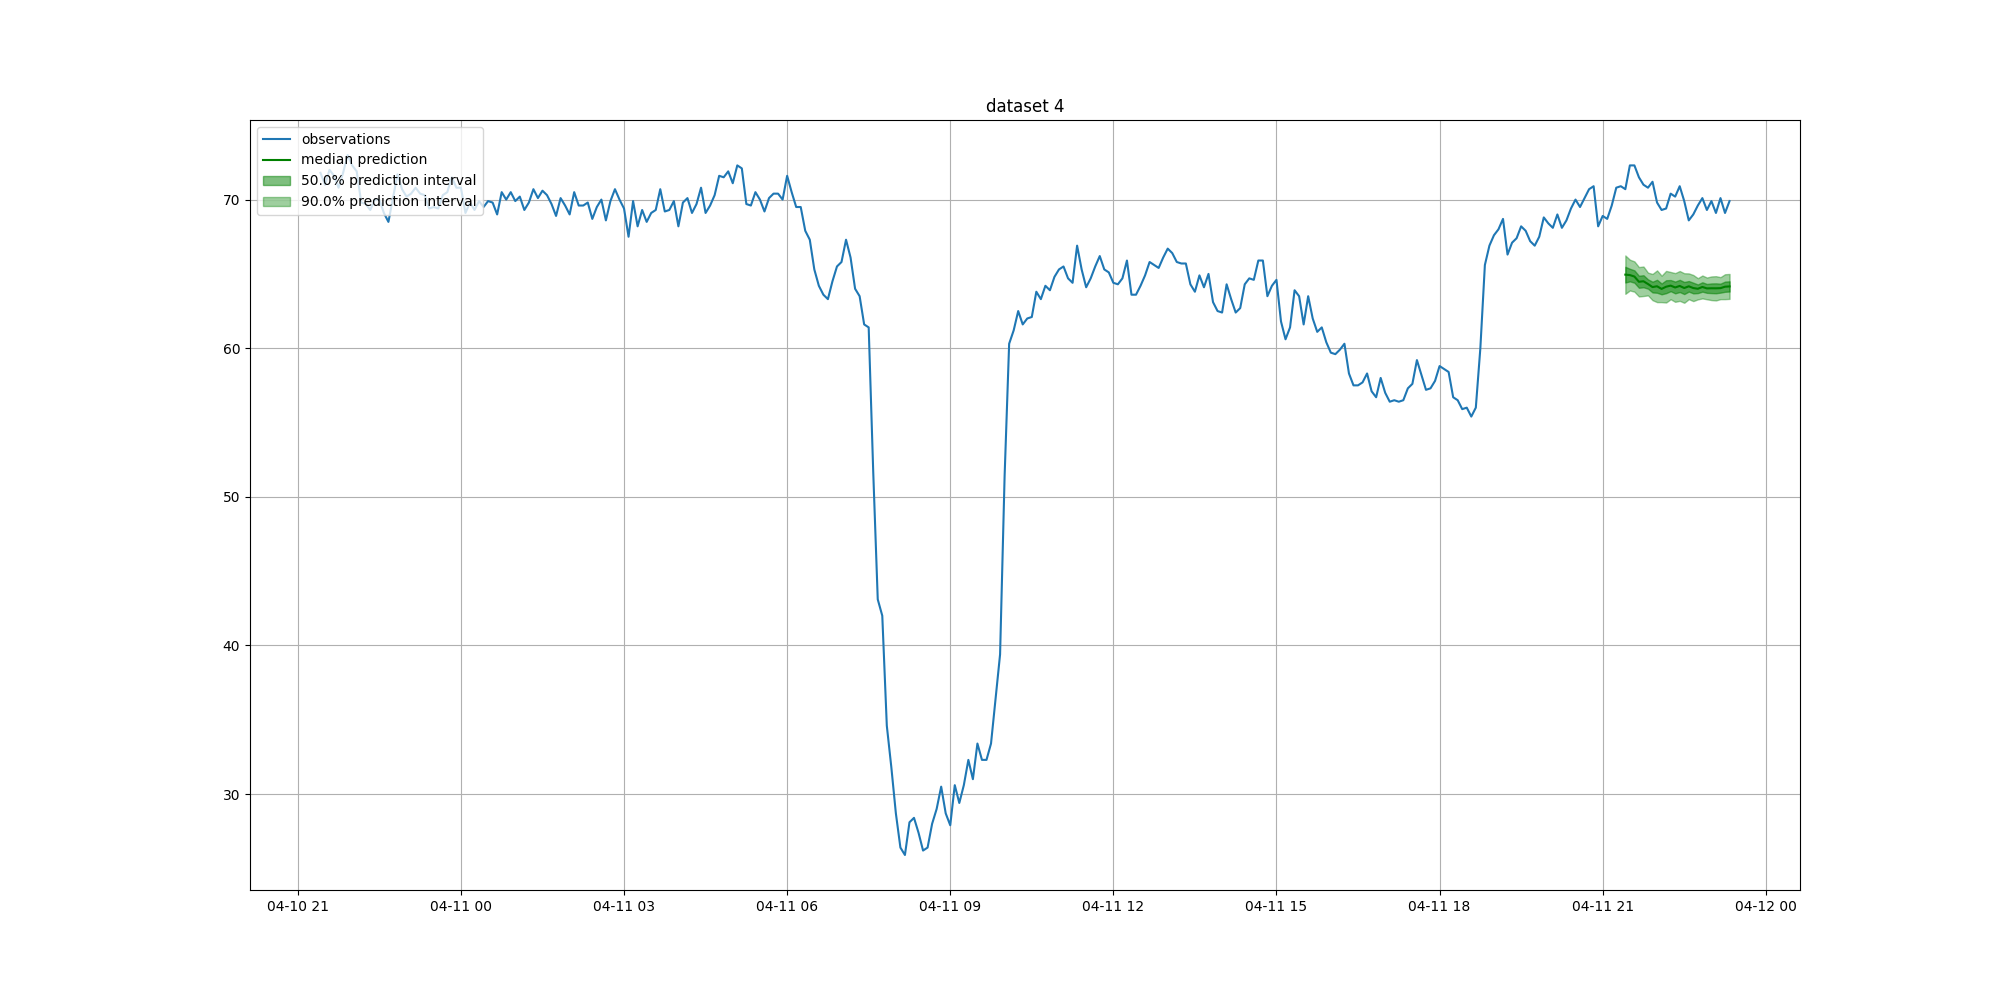 dataset 4
observations
median prediction
50.0% prediction interval
90.0% prediction interval
70
60
50
40
30
04-10 21 04-11 00 04-11 03 04-11 06 04-11 09 04-11 12 04-11 15 04-11 18 04-11 21 04-12 00